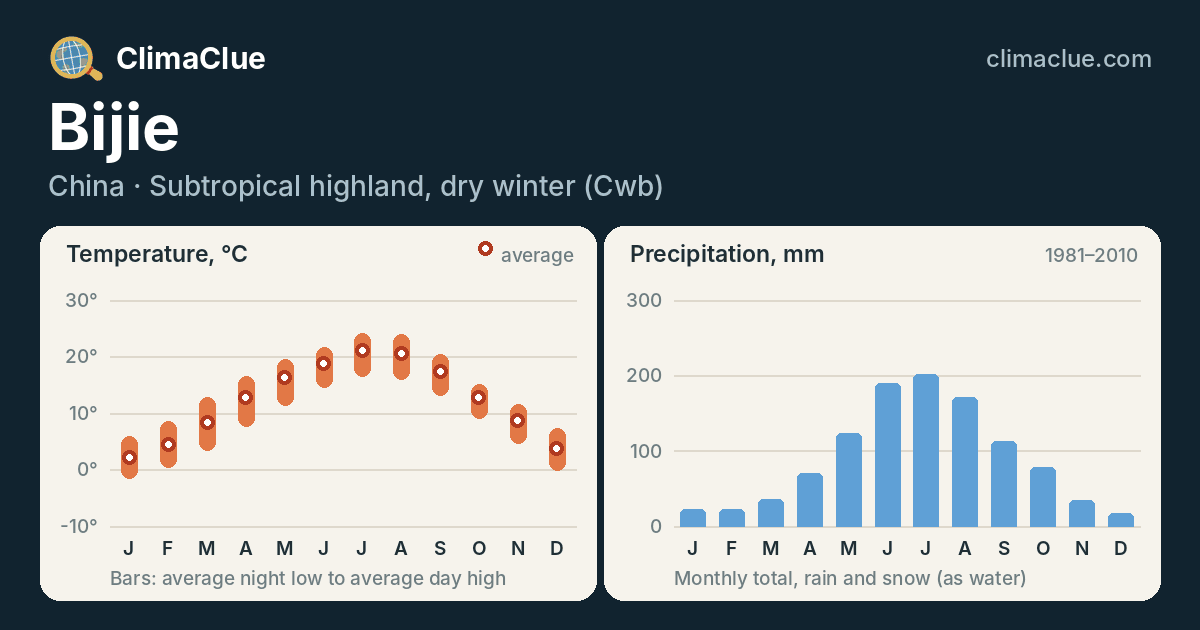 ClimaClue
climaclue.com
Bijie
China · Subtropical highland, dry winter (Cwb)
Temperature, °C
average
30°
20°
10°
0°
-10°
J F M A M J J A S O N D
Bars: average night low to average day high
Precipitation, mm
1981–2010
300
200
100
0
J F M A M J J A S O N D
Monthly total, rain and snow (as water)